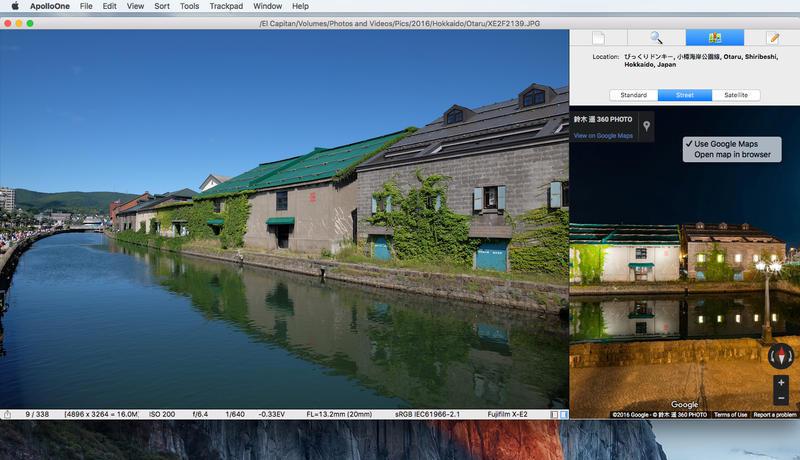 ApolloOne File Edit View Sort Tools Trackpad Window Help
/El Capitan/Volumes/Photos and Videos/Pics/2016/Hokkaido/Otaru/XE2F2139.JPG
Location: びっくりドンキー, 小樽海岸公園線, Otaru, Shiribeshi,
Hokkaido, Japan
Standard Street Satellite
鈴木 遥 360 PHOTO
View on Google Maps
✓ Use Google Maps
Open map in browser
+
−
Google
©2016 Google - © 鈴木 遥 360 PHOTO Terms of Use Report a problem
9 / 338 [4896 x 3264 = 16.0M] ISO 200 f/6.4 1/640 -0.33EV FL=13.2mm (20mm) sRGB IEC61966-2.1 Fujifilm X-E2